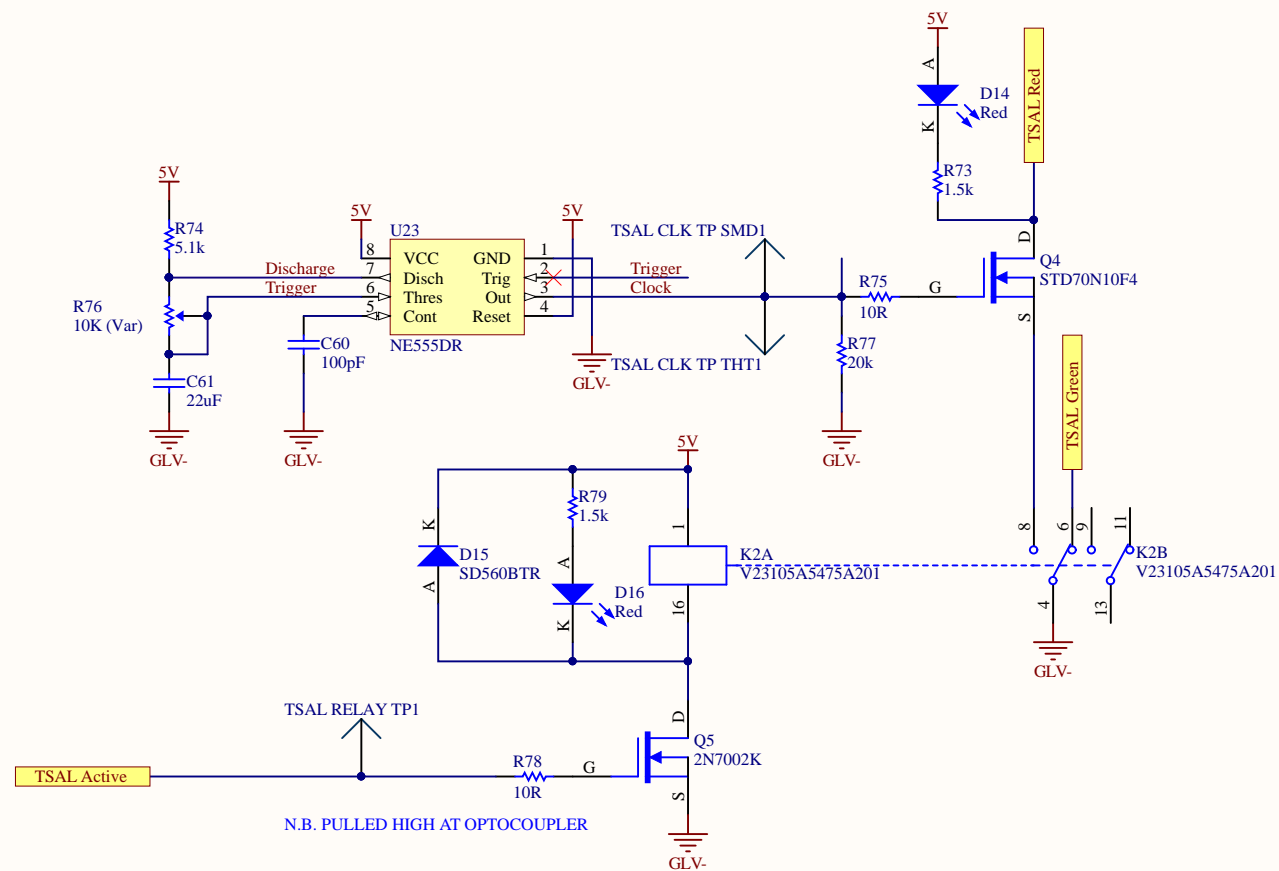 5V
A
D14
Red
K
TSAL Red
R73
1.5k
5V
R74
5.1k
5V
U23
5V
TSAL CLK TP SMD1
D
8
VCC
GND
1
Discharge
7
Disch
Trig
2
Trigger
Q4
STD70N10F4
Trigger
6
Thres
Out
3
Clock
R75
10R
G
R76
10K (Var)
5
Cont
Reset
4
S
NE555DR
C60
100pF
GLV-
TSAL CLK TP THT1
R77
20k
C61
22uF
TSAL Green
GLV-
GLV-
GLV-
5V
R79
1.5k
K
1
8
6
9
11
D15
SD560BTR
A
A
K2A
V23105A5475A201
K2B
V23105A5475A201
D16
Red
K
16
4
13
GLV-
TSAL RELAY TP1
D
Q5
2N7002K
TSAL Active
R78
10R
G
S
N.B. PULLED HIGH AT OPTOCOUPLER
GLV-